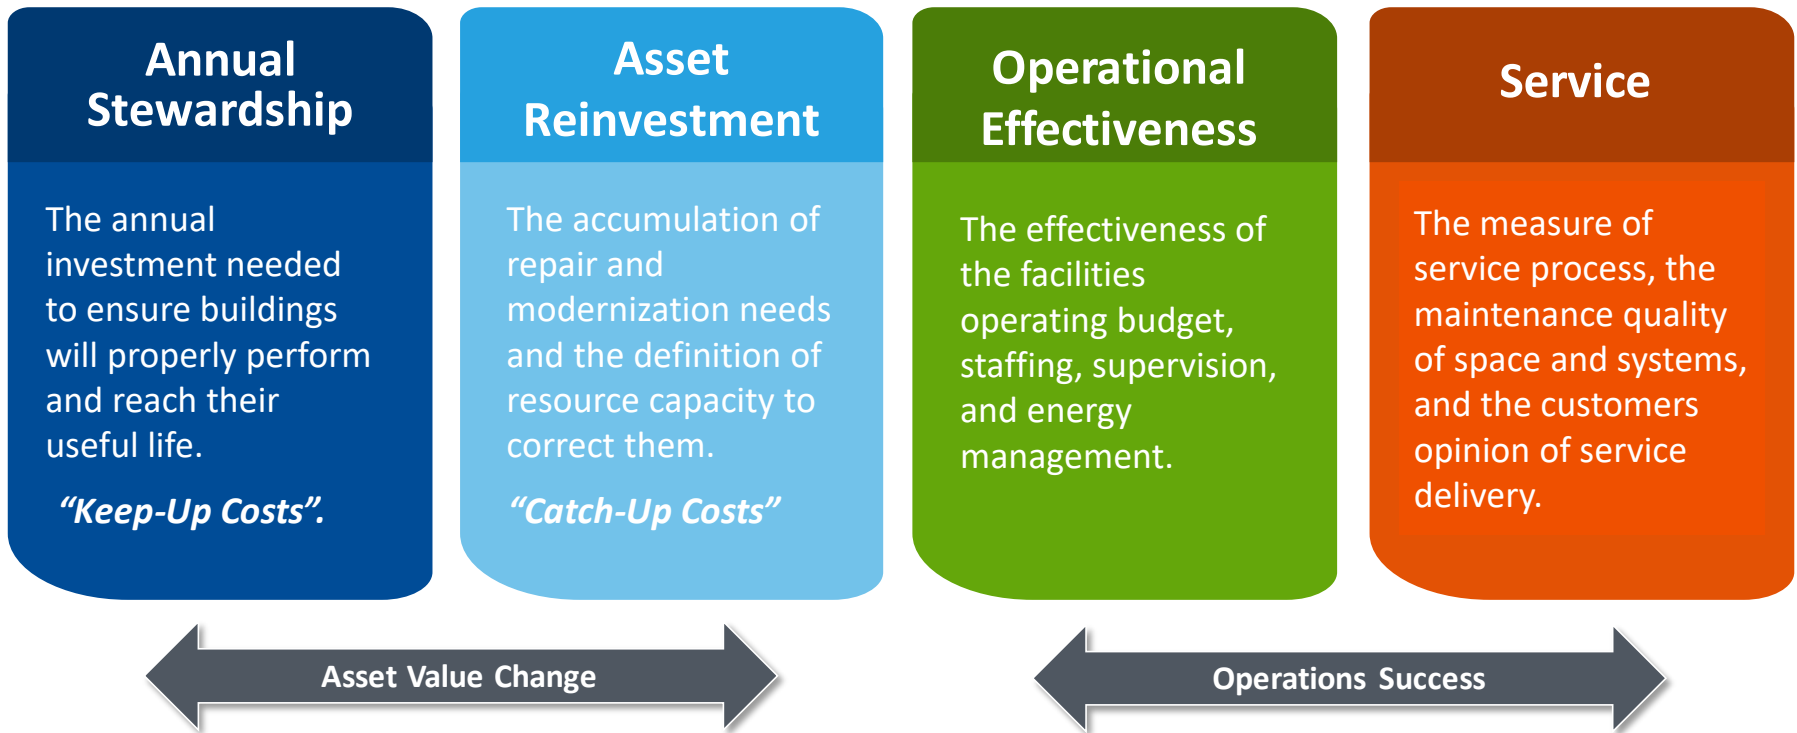 Annual
Stewardship
The annual
investment needed
to ensure buildings
will properly perform
and reach their
useful life.
“Keep-Up Costs”.
Asset
Reinvestment
The accumulation of
repair and
modernization needs
and the definition of
resource capacity to
correct them.
“Catch-Up Costs”
Operational
Effectiveness
The effectiveness of
the facilities
operating budget,
staffing, supervision,
and energy
management.
Service
The measure of
service process, the
maintenance quality
of space and systems,
and the customers
opinion of service
delivery.
Asset Value Change
Operations Success